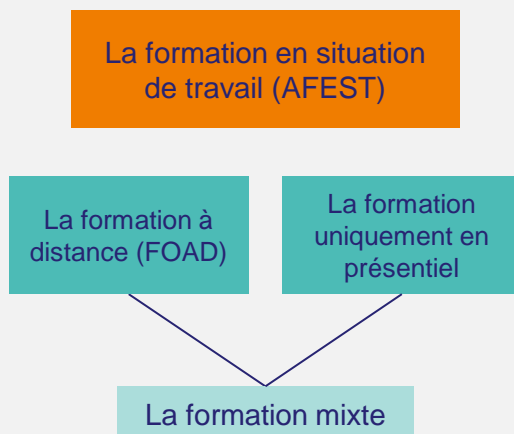 La formation en situation
de travail (AFEST)
La formation à
distance (FOAD)
La formation
uniquement en
présentiel
La formation mixte